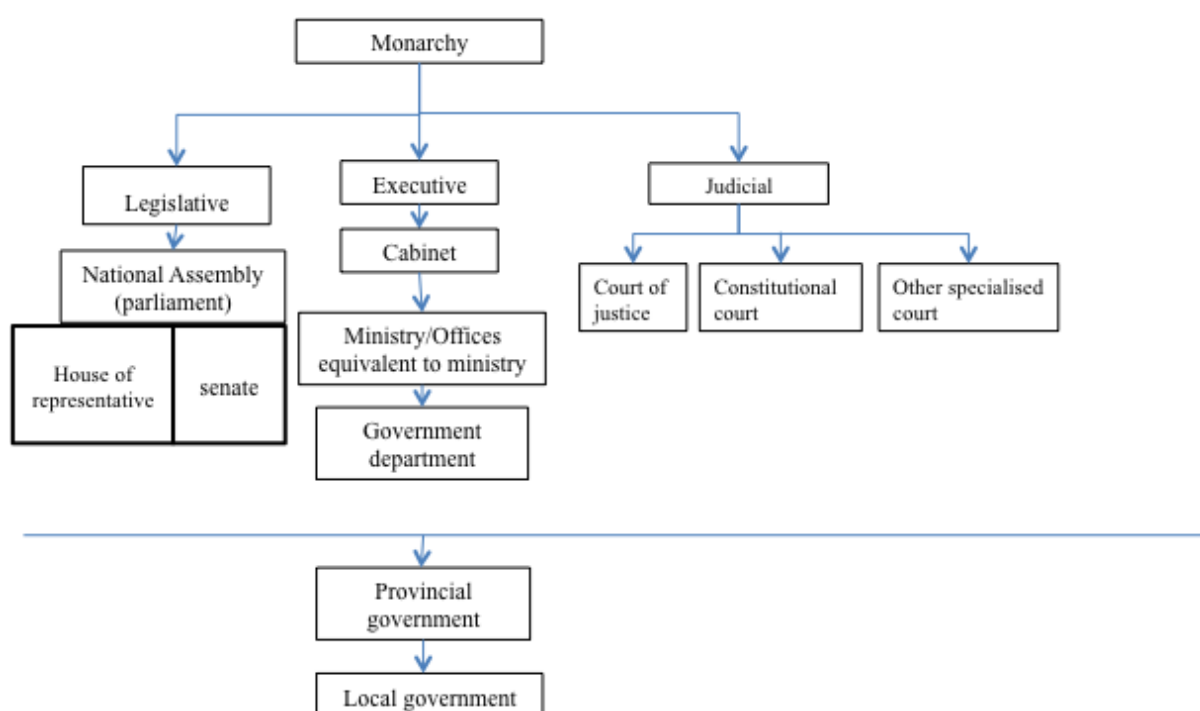 Monarchy
Legislative
Executive
Judicial
National Assembly
(parliament)
Cabinet
Court of
justice
Constitutional
court
Other specialised
court
House of
representative
senate
Ministry/Offices
equivalent to ministry
Government
department
Provincial
government
Local government